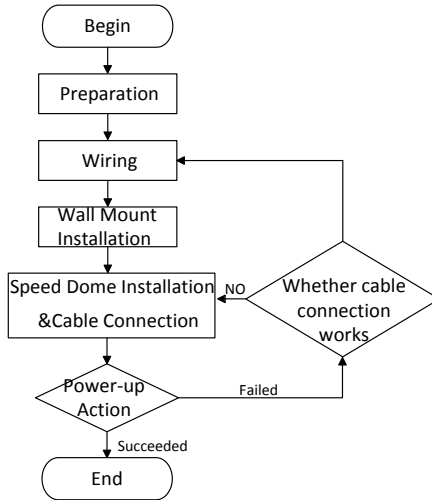 Begin
Preparation
Wiring
Wall Mount
Installation
Speed Dome Installation
&Cable Connection
NO
Whether cable
connection
works
Power-up
Action
Failed
Succeeded
End